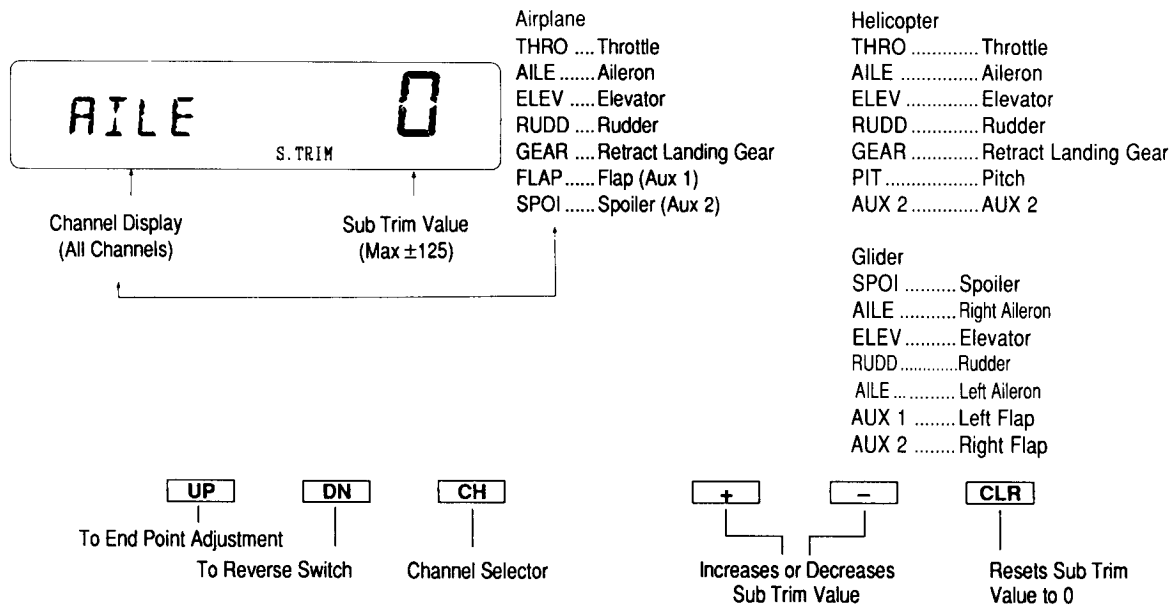 AILE 0
S.TRIM
Channel Display
(All Channels)
Sub Trim Value
(Max ±125)
Airplane
THRO .... Throttle
AILE ....... Aileron
ELEV ..... Elevator
RUDD .... Rudder
GEAR .... Retract Landing Gear
FLAP ...... Flap (Aux 1)
SPOI ...... Spoiler (Aux 2)
Helicopter
THRO ............. Throttle
AILE ............... Aileron
ELEV .............. Elevator
RUDD ............. Rudder
GEAR ............. Retract Landing Gear
PIT .................. Pitch
AUX 2 ............. AUX 2
Glider
SPOI .......... Spoiler
AILE ........... Right Aileron
ELEV .......... Elevator
RUDD ............. Rudder
AILE ... ......... Left Aileron
AUX 1 ........ Left Flap
AUX 2 ........ Right Flap
UP DN CH + − CLR
To End Point Adjustment
To Reverse Switch
Channel Selector
Increases or Decreases
Sub Trim Value
Resets Sub Trim
Value to 0